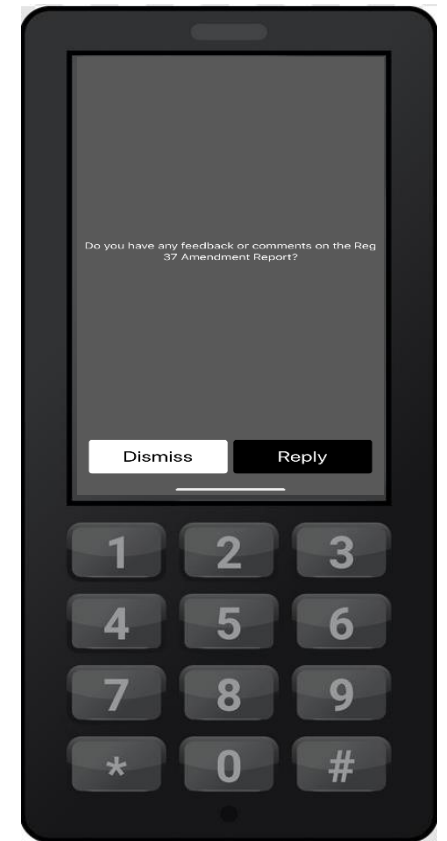 Do you have any feedback or comments on the Reg
37 Amendment Report?
Dismiss Reply
1 2 3
4 5 6
7 8 9
* 0 #